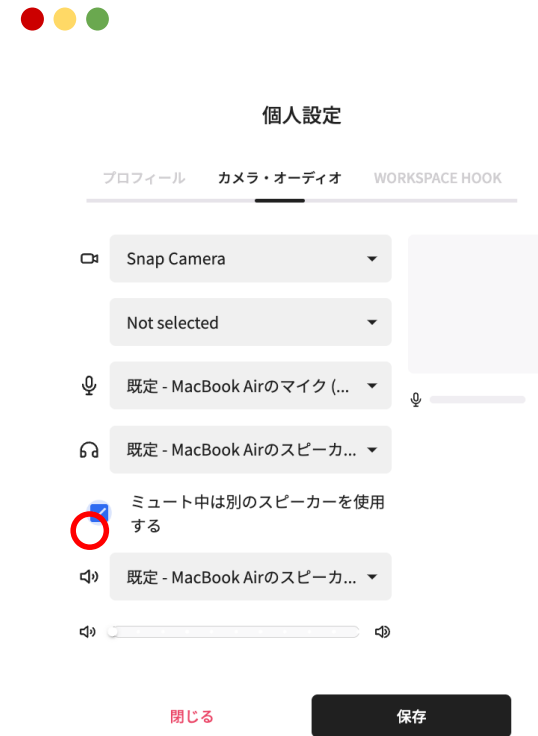 個人設定
プロフィール
カメラ・オーディオ
WORKSPACE HOOK
Snap Camera
Not selected
既定 - MacBook Airのマイク (...
既定 - MacBook Airのスピーカ...
ミュート中は別のスピーカーを使用
する
既定 - MacBook Airのスピーカ...
閉じる
保存